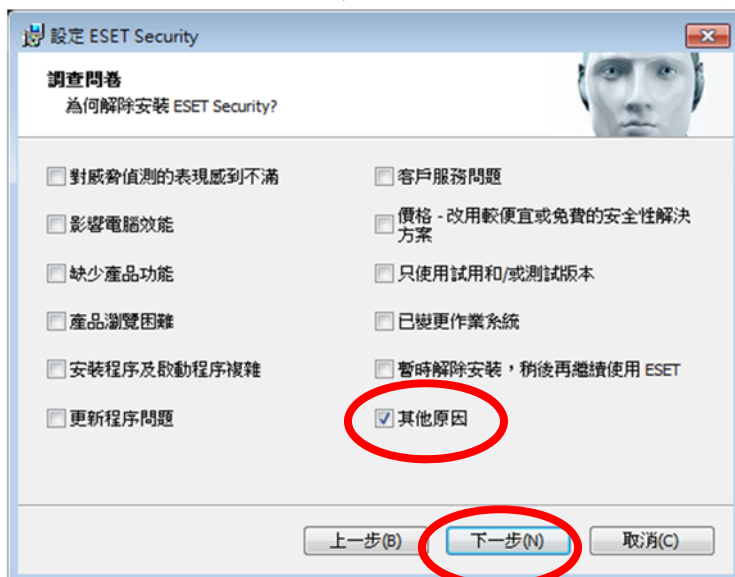 設定 ESET Security
調查問卷
為何解除安裝 ESET Security?
對威脅偵測的表現感到不滿
客戶服務問題
影響電腦效能
價格 - 改用較便宜或免費的安全性解決
方案
缺少產品功能
只使用試用和/或測試版本
產品瀏覽困難
已變更作業系統
安裝程序及啟動程序複雜
暫時解除安裝，稍後再繼續使用 ESET
更新程序問題
其他原因
上一步(B)
下一步(N)
取消(C)